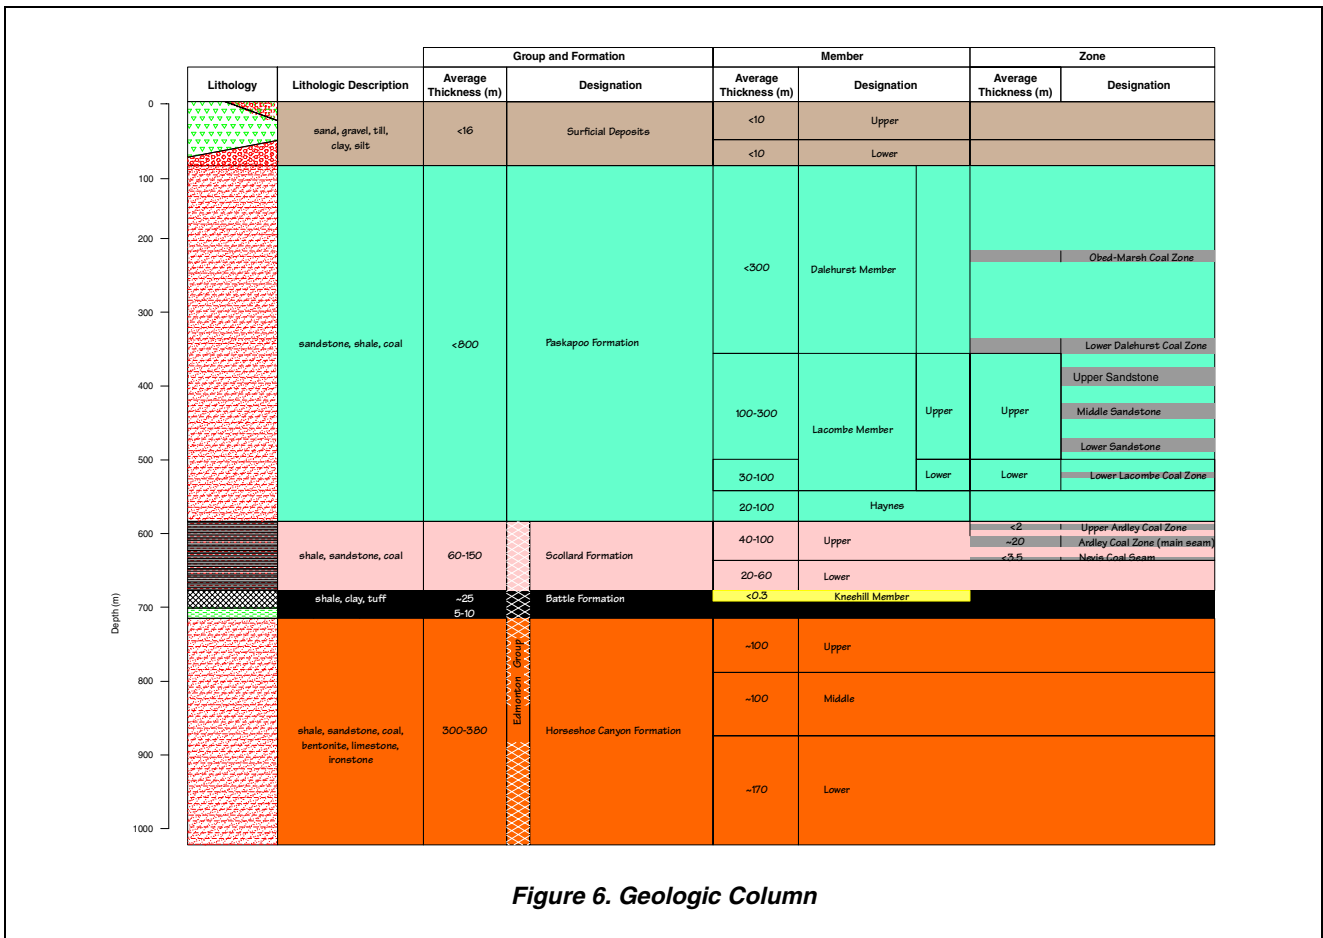 Group and Formation
Member
Zone
Lithology
Lithologic Description
Average
Thickness (m)
Designation
Average
Thickness (m)
Designation
Average
Thickness (m)
Designation
0
100
200
300
400
500
600
700
800
900
1000
Depth (m)
sand, gravel, till,
clay, silt
<16
Surficial Deposits
<10
Upper
<10
Lower
sandstone, shale, coal
<800
Paskapoo Formation
<300
Dalehurst Member
Obed-Marsh Coal Zone
Lower Dalehurst Coal Zone
100-300
Lacombe Member
Upper
Upper
Upper Sandstone
Middle Sandstone
Lower Sandstone
30-100
Lower
Lower
Lower Lacombe Coal Zone
20-100
Haynes
shale, sandstone, coal
60-150
Scollard Formation
40-100
Upper
<2
Upper Ardley Coal Zone
~20
Ardley Coal Zone (main seam)
<3.5
Nevis Coal Seam
20-60
Lower
shale, clay, tuff
~25
Battle Formation
<0.3
Kneehill Member
5-10
Edmonton Group
shale, sandstone, coal,
bentonite, limestone,
ironstone
300-380
Horseshoe Canyon Formation
~100
Upper
~100
Middle
~170
Lower
Figure 6. Geologic Column